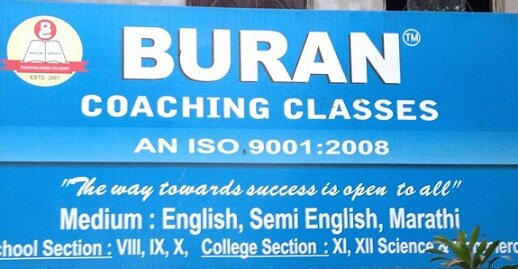 BURAN TM
COACHING CLASSES
AN ISO 9001:2008
ESTD. 2001
"The way towards success is open to all"
Medium : English, Semi English, Marathi
chool Section : VIII, IX, X, College Section : XI, XII Science &